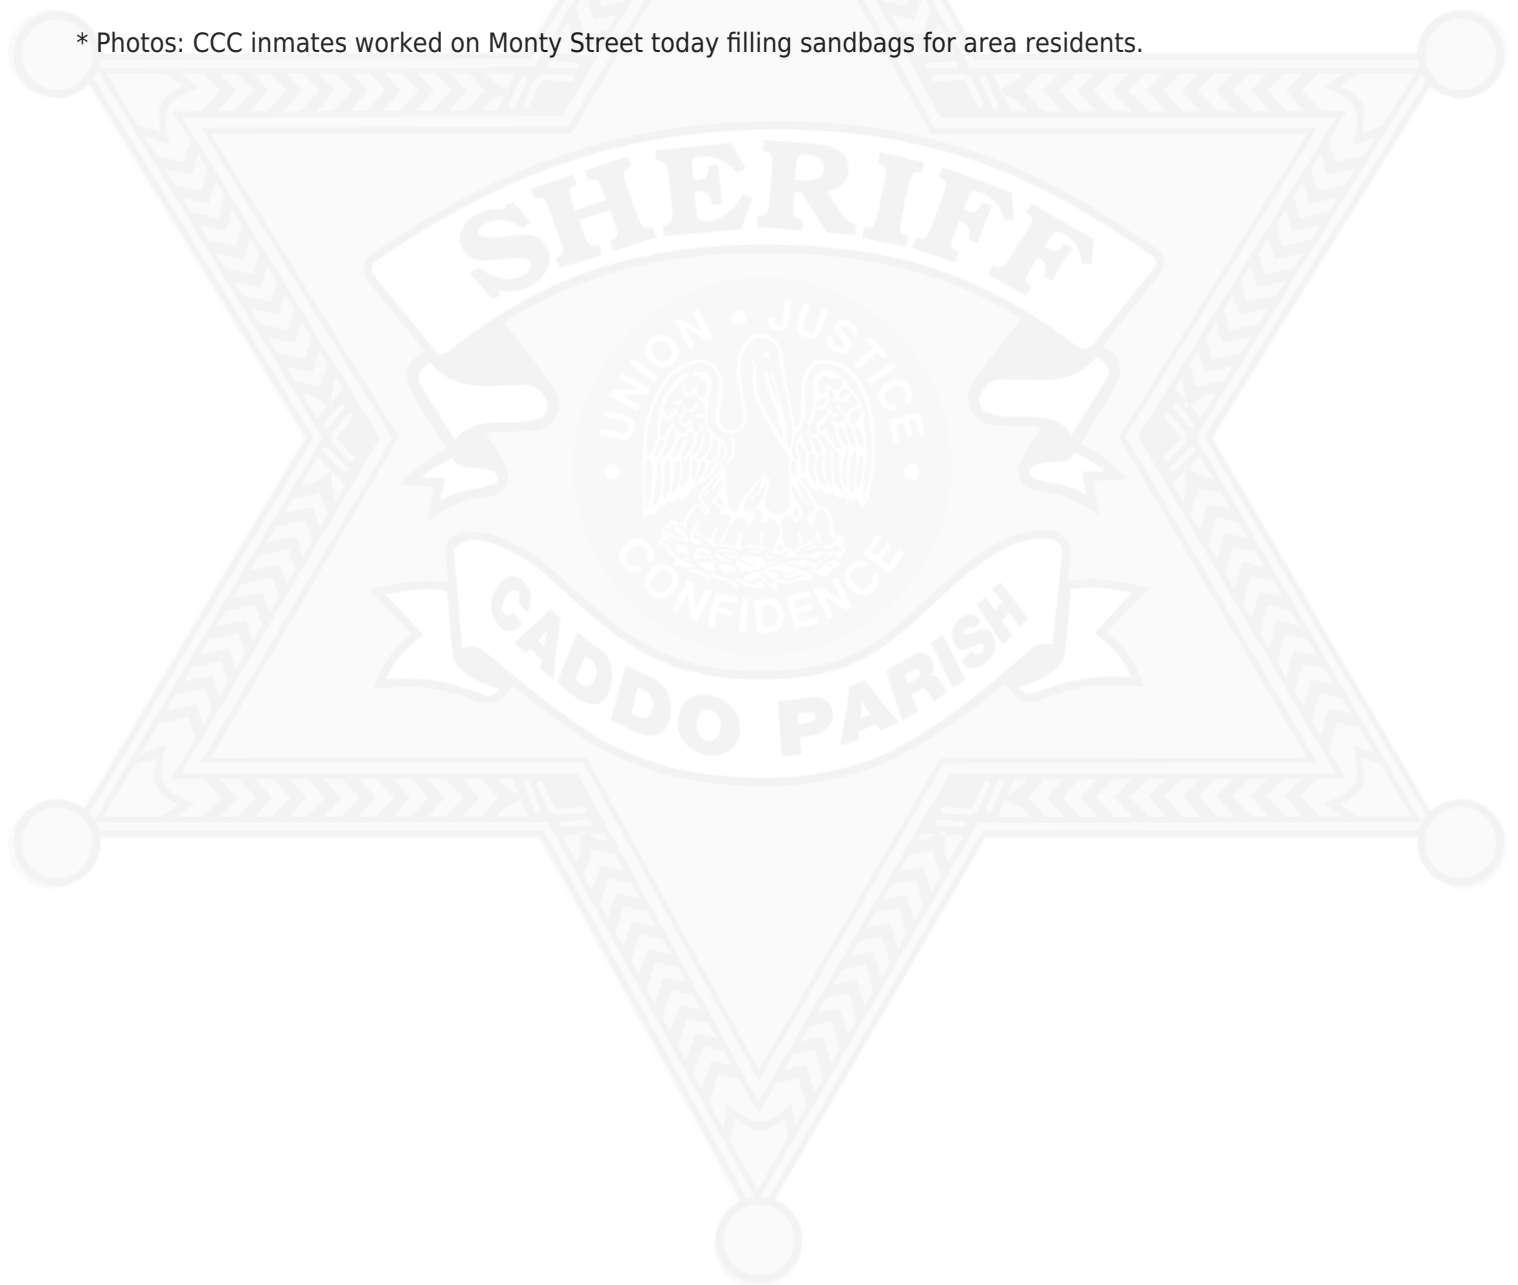 * Photos: CCC inmates worked on Monty Street today filling sandbags for area residents.
SHERIFF
UNION • JUSTICE
• CONFIDENCE •
CADDO PARISH